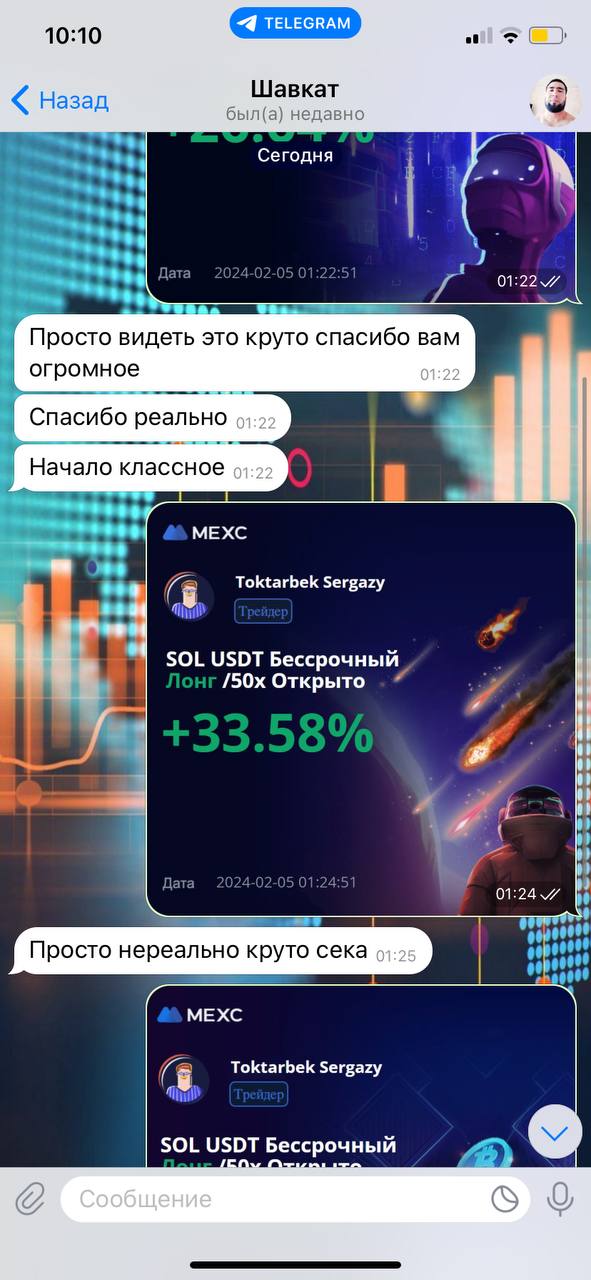 10:10
TELEGRAM
Назад
Шавкат
был(а) недавно
Сегодня
Дата 2024-02-05 01:22:51
01:22
Просто видеть это круто спасибо вам
огромное
01:22
Спасибо реально 01:22
Начало классное 01:22
MEXC
Toktarbek Sergazy
Трейдер
SOL USDT Бессрочный
Лонг /50x Открыто
+33.58%
Дата 2024-02-05 01:24:51
01:24
Просто нереально круто сека 01:25
MEXC
Toktarbek Sergazy
Трейдер
SOL USDT Бессрочный
Лонг /50x Открыто
Сообщение